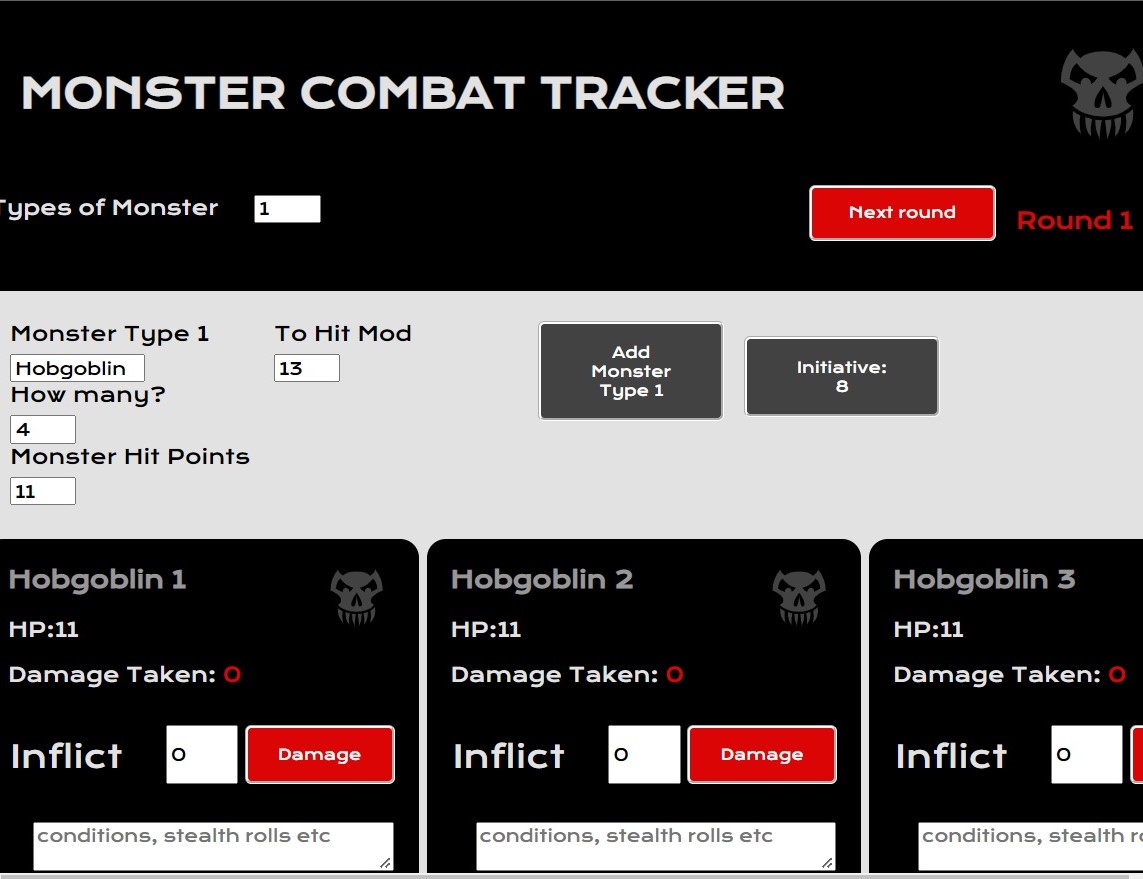 MONSTER COMBAT TRACKER
Types of Monster 1
Next round
Round 1
Monster Type 1
Hobgoblin
How many?
4
Monster Hit Points
11
To Hit Mod
13
Add
Monster
Type 1
Initiative:
8
Hobgoblin 1
HP:11
Damage Taken: 0
Inflict 0 Damage
conditions, stealth rolls etc
Hobgoblin 2
HP:11
Damage Taken: 0
Inflict 0 Damage
conditions, stealth rolls etc
Hobgoblin 3
HP:11
Damage Taken: 0
Inflict 0
conditions, stealth